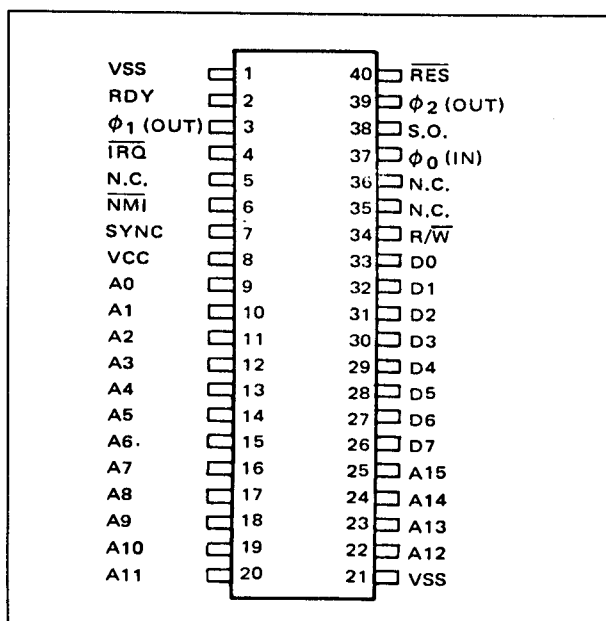 VSS 1 40 R̅E̅S̅
RDY 2 39 ϕ₂ (OUT)
ϕ₁ (OUT) 3 38 S.O.
I̅R̅Q̅ 4 37 ϕ₀ (IN)
N.C. 5 36 N.C.
N̅M̅I̅ 6 35 N.C.
SYNC 7 34 R/W̅
VCC 8 33 D0
A0 9 32 D1
A1 10 31 D2
A2 11 30 D3
A3 12 29 D4
A4 13 28 D5
A5 14 27 D6
A6. 15 26 D7
A7 16 25 A15
A8 17 24 A14
A9 18 23 A13
A10 19 22 A12
A11 20 21 VSS